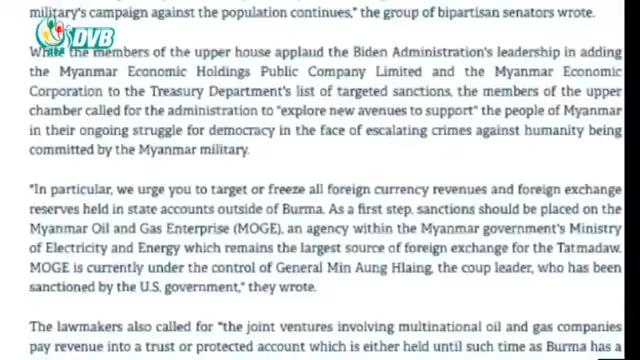 military's campaign against the population continues," the group of bipartisan senators wrote.
DVB
While the members of the upper house applaud the Biden Administration's leadership in adding
the Myanmar Economic Holdings Public Company Limited and the Myanmar Economic
Corporation to the Treasury Department's list of targeted sanctions, the members of the upper
chamber called for the administration to "explore new avenues to support" the people of Myanmar
in their ongoing struggle for democracy in the face of escalating crimes against humanity being
committed by the Myanmar military.
"In particular, we urge you to target or freeze all foreign currency revenues and foreign exchange
reserves held in state accounts outside of Burma. As a first step, sanctions should be placed on the
Myanmar Oil and Gas Enterprise (MOGE), an agency within the Myanmar government's Ministry
of Electricity and Energy which remains the largest source of foreign exchange for the Tatmadaw.
MOGE is currently under the control of General Min Aung Hlaing, the coup leader, who has been
sanctioned by the U.S. government," they wrote.
The lawmakers also called for "the joint ventures involving multinational oil and gas companies
pay revenue into a trust or protected account which is either held until such time as Burma has a